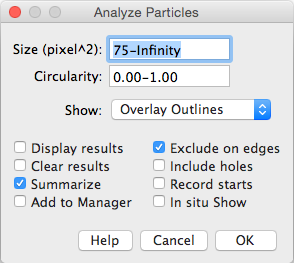 Analyze Particles
Size (pixel^2): 75-Infinity
Circularity: 0.00-1.00
Show: Overlay Outlines
Display results Exclude on edges
Clear results Include holes
Summarize Record starts
Add to Manager In situ Show
Help Cancel OK